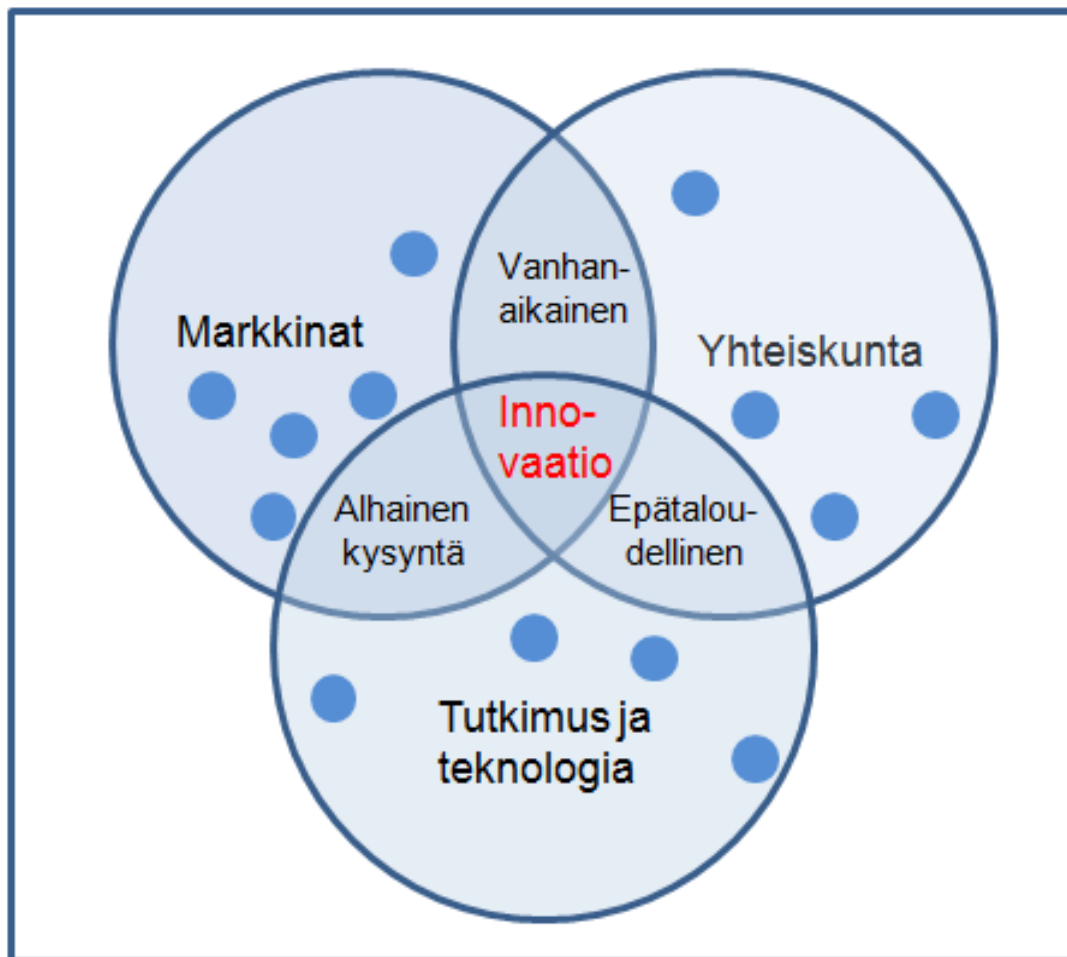 Vanhan-
aikainen
Markkinat
Yhteiskunta
Inno-
vaatio
Alhainen
kysyntä
Epätalou-
dellinen
Tutkimus ja
teknologia